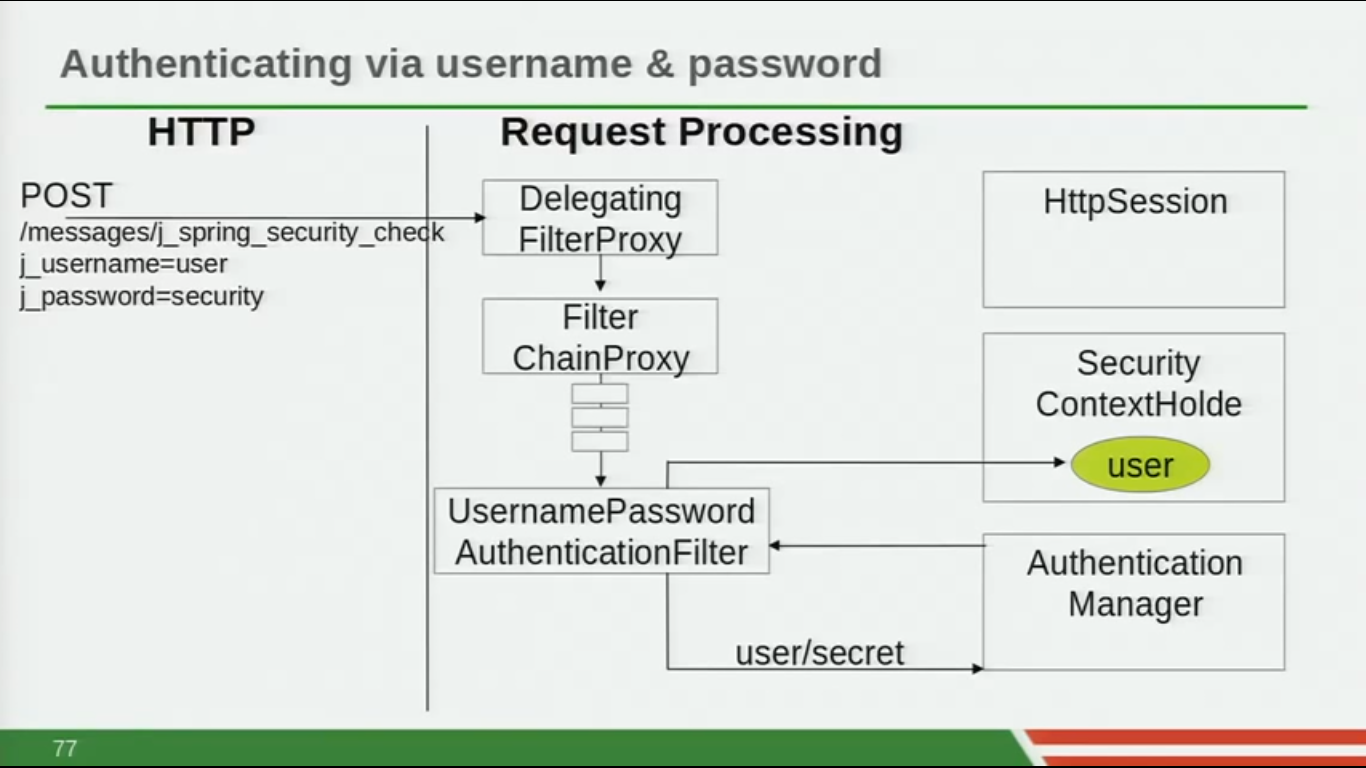 Authenticating via username & password
HTTP
Request Processing
POST
/messages/j_spring_security_check
j_username=user
j_password=security
Delegating
FilterProxy
Filter
ChainProxy
UsernamePassword
AuthenticationFilter
user/secret
HttpSession
Security
ContextHolde
user
Authentication
Manager
77